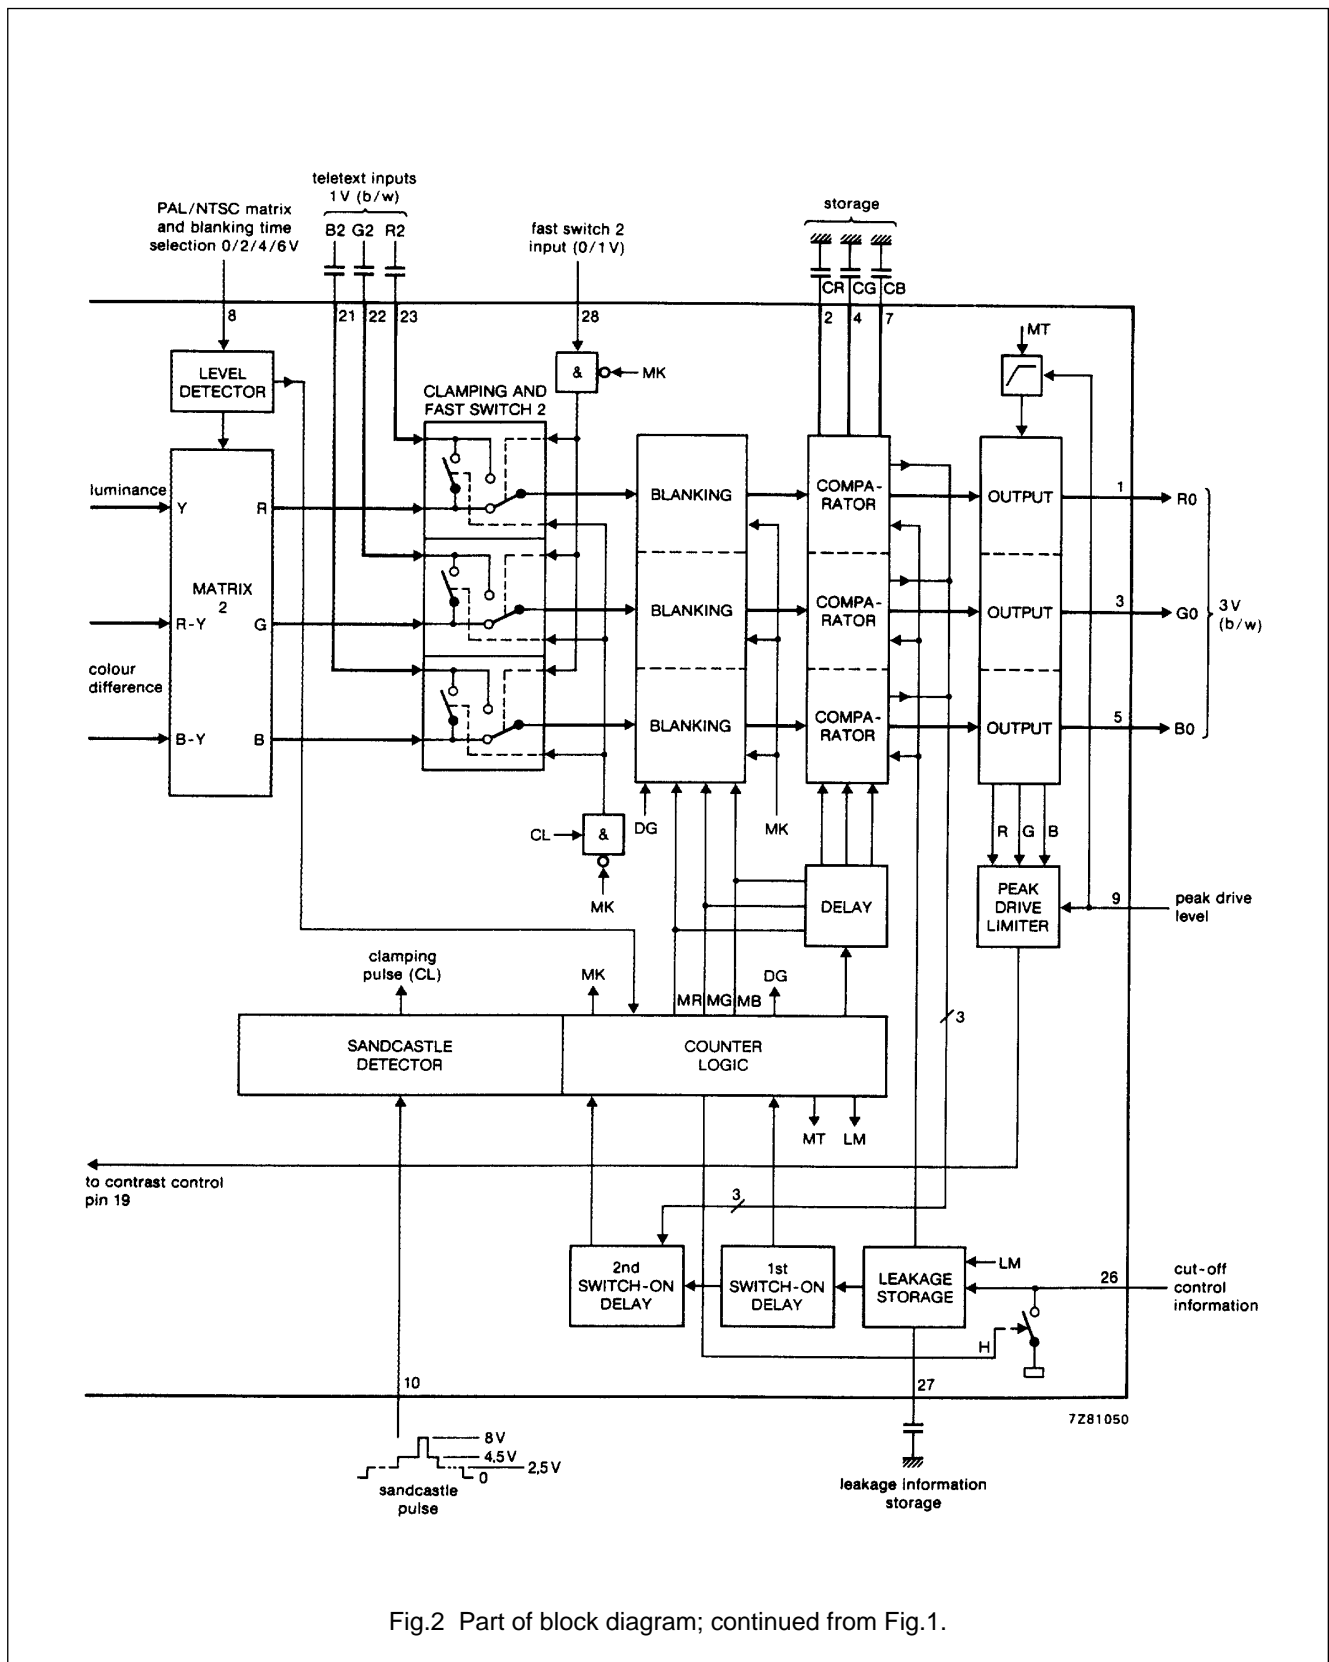 teletext inputs
1 V (b/w)
storage
PAL/NTSC matrix
and blanking time
selection 0/2/4/6 V
B2 G2 R2
fast switch 2
input (0/1 V)
CR CG CB
8
21
22
23
28
2
4
7
MT
LEVEL
DETECTOR
&
MK
CLAMPING AND
FAST SWITCH 2
luminance
Y
R
BLANKING
COMPA-
RATOR
OUTPUT
1
R0
MATRIX
2
R-Y
G
BLANKING
COMPA-
RATOR
OUTPUT
3
G0
3 V
(b/w)
colour
difference
B-Y
B
BLANKING
COMPA-
RATOR
OUTPUT
5
B0
CL
&
DG
MK
R
G
B
MK
DELAY
PEAK
DRIVE
LIMITER
9
peak drive
level
clamping
pulse (CL)
MK
MR
MG
MB
DG
3
SANDCASTLE
DETECTOR
COUNTER
LOGIC
MT
LM
to contrast control
pin 19
3
2nd
SWITCH-ON
DELAY
1st
SWITCH-ON
DELAY
LEAKAGE
STORAGE
LM
26
cut-off
control
information
H
10
27
7Z81050
8 V
4,5 V
2,5 V
0
sandcastle
pulse
leakage information
storage
Fig.2 Part of block diagram; continued from Fig.1.